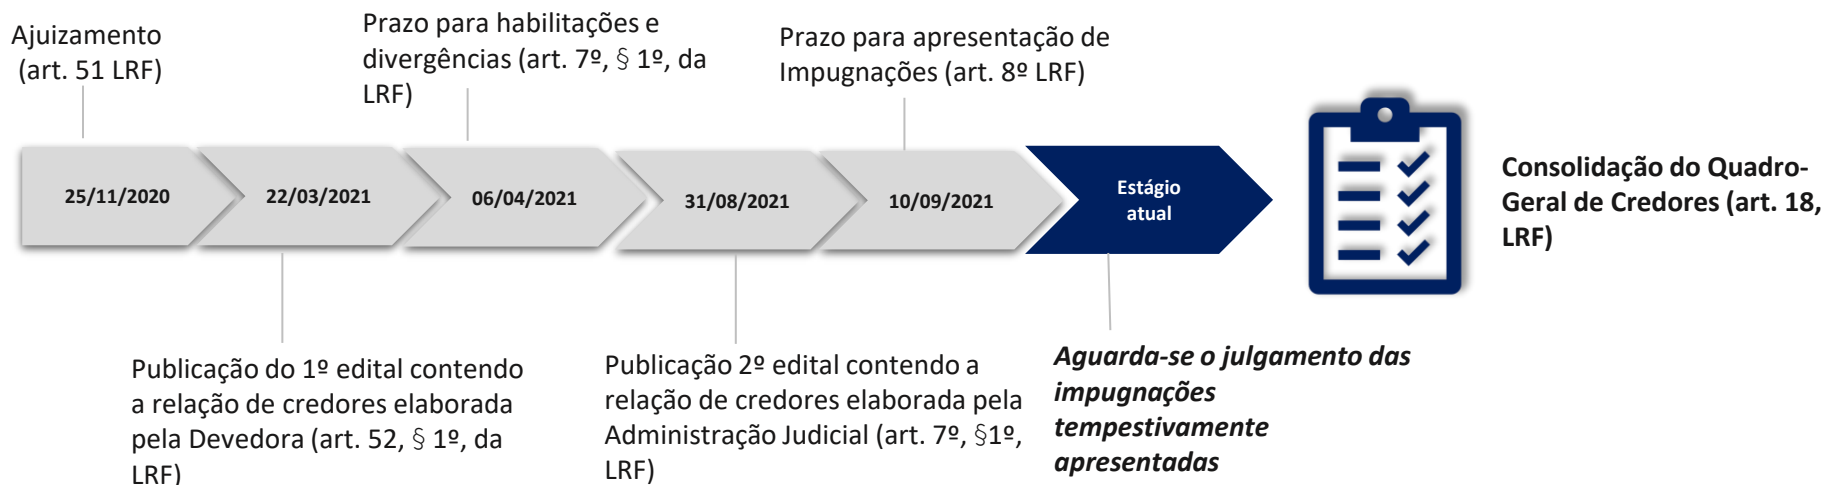 Ajuizamento
(art. 51 LRF)
Prazo para habilitações e
divergências (art. 7º, § 1º, da
LRF)
Prazo para apresentação de
Impugnações (art. 8º LRF)
25/11/2020
22/03/2021
06/04/2021
31/08/2021
10/09/2021
Estágio
atual
Consolidação do Quadro-
Geral de Credores (art. 18,
LRF)
Publicação do 1º edital contendo
a relação de credores elaborada
pela Devedora (art. 52, § 1º, da
LRF)
Publicação 2º edital contendo a
relação de credores elaborada pela
Administração Judicial (art. 7º, §1º,
LRF)
Aguarda-se o julgamento das
impugnações
tempestivamente
apresentadas